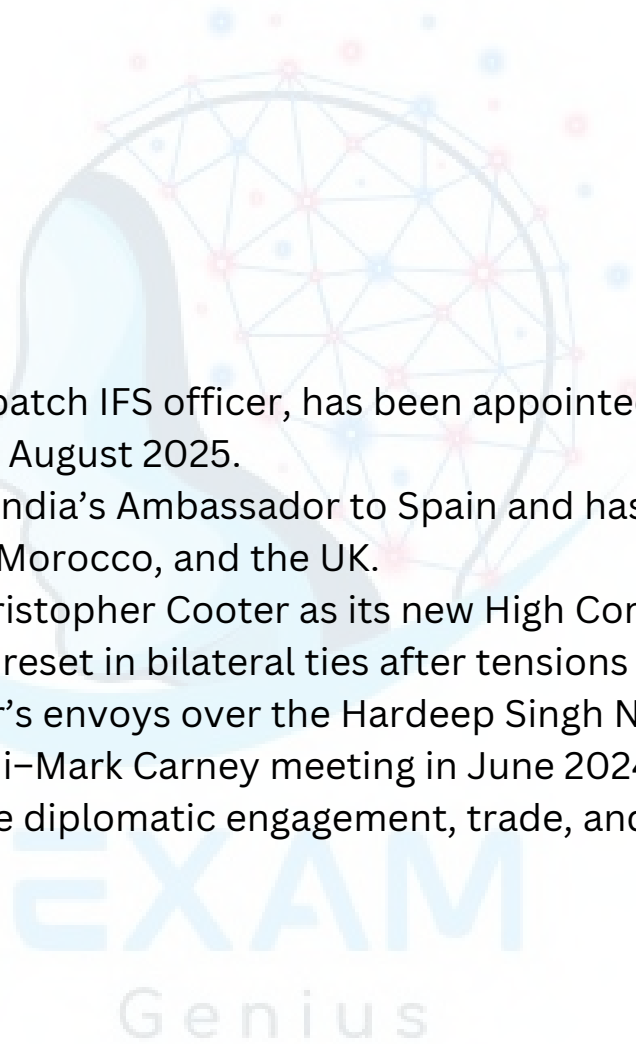 batch IFS officer, has been appointe
August 2025.
ndia’s Ambassador to Spain and has
Morocco, and the UK.
ristopher Cooter as its new High Con
reset in bilateral ties after tensions
r’s envoys over the Hardeep Singh N
i–Mark Carney meeting in June 2024
e diplomatic engagement, trade, and
EXAM
Genius